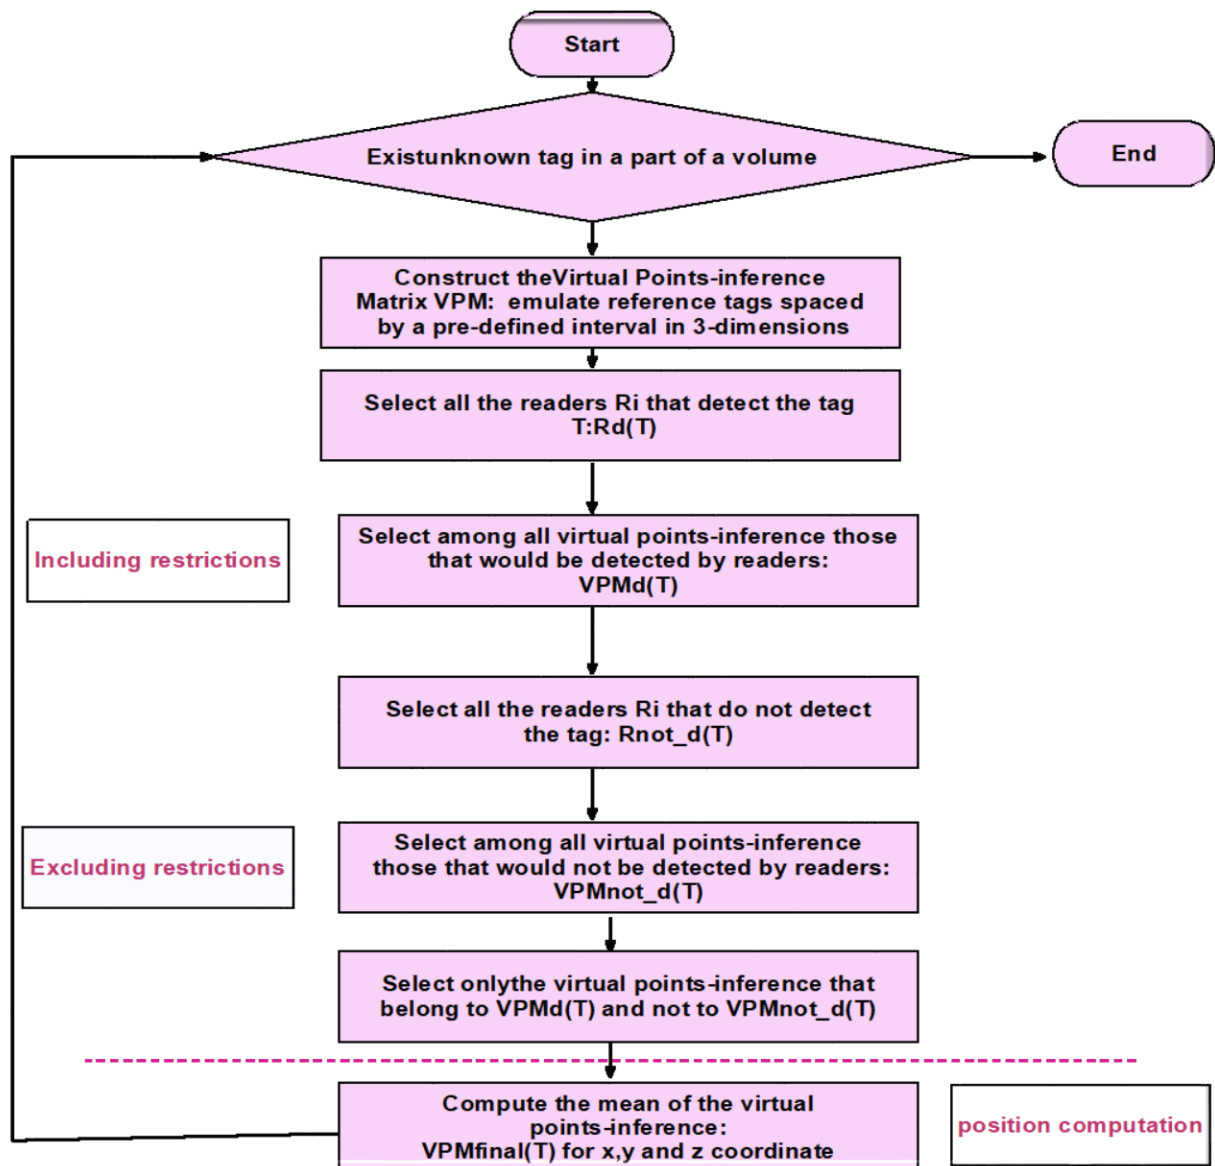 Start
Existunknown tag in a part of a volume
End
Construct theVirtual Points-inference
Matrix VPM: emulate reference tags spaced
by a pre-defined interval in 3-dimensions
Select all the readers Ri that detect the tag
T:Rd(T)
Including restrictions
Select among all virtual points-inference those
that would be detected by readers:
VPMd(T)
Select all the readers Ri that do not detect
the tag: Rnot_d(T)
Excluding restrictions
Select among all virtual points-inference
those that would not be detected by readers:
VPMnot_d(T)
Select onlythe virtual points-inference that
belong to VPMd(T) and not to VPMnot_d(T)
Compute the mean of the virtual
points-inference:
VPMfinal(T) for x,y and z coordinate
position computation